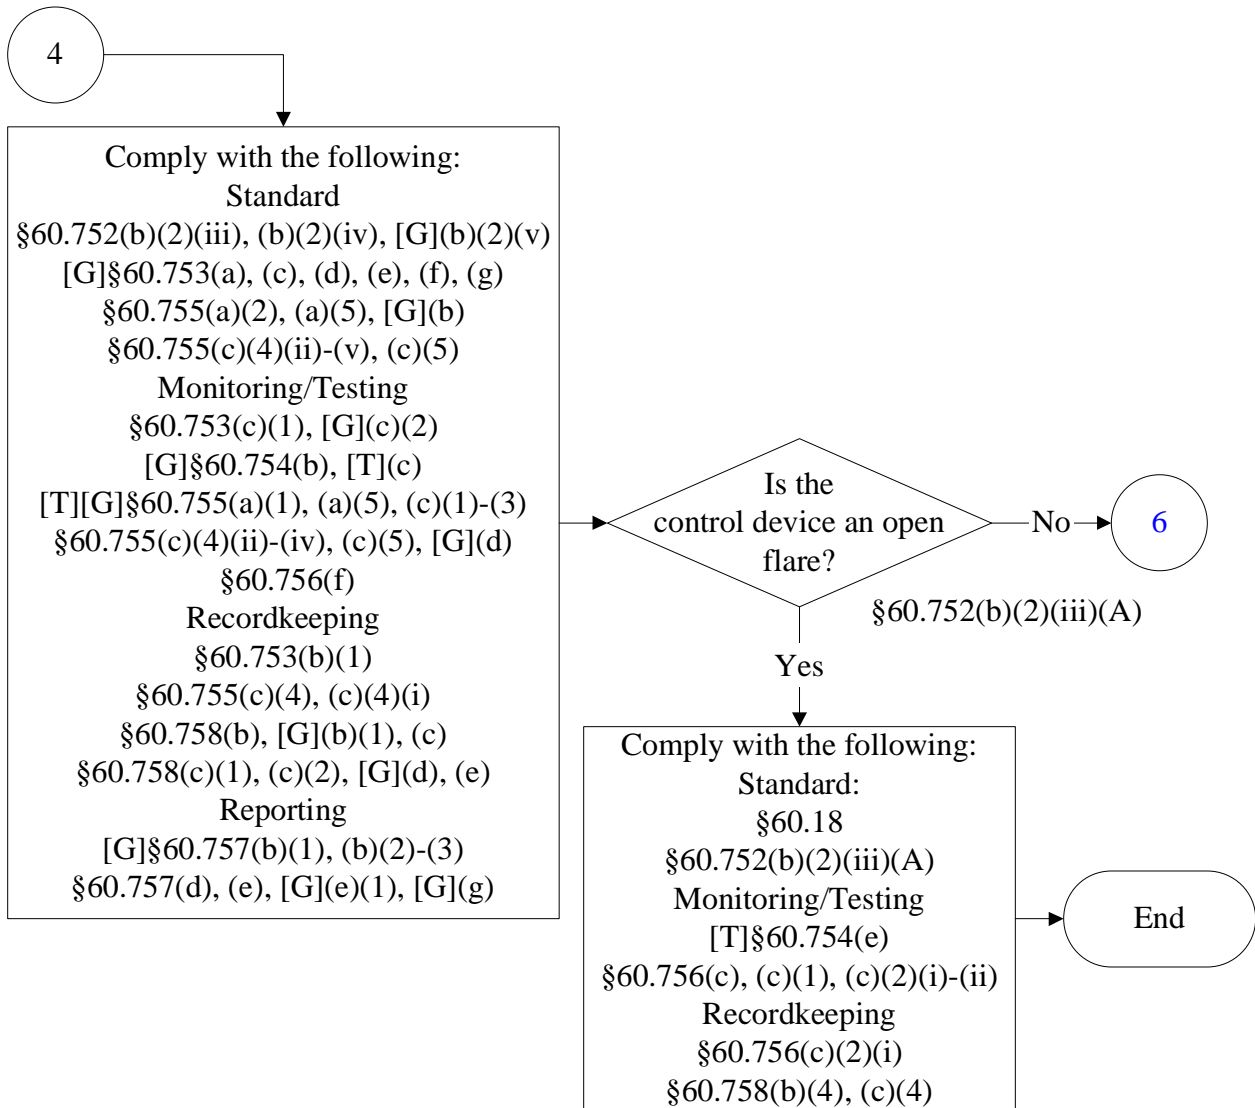 4
Comply with the following:
Standard
§60.752(b)(2)(iii), (b)(2)(iv), [G](b)(2)(v)
[G]§60.753(a), (c), (d), (e), (f), (g)
§60.755(a)(2), (a)(5), [G](b)
§60.755(c)(4)(ii)-(v), (c)(5)
Monitoring/Testing
§60.753(c)(1), [G](c)(2)
[G]§60.754(b), [T](c)
[T][G]§60.755(a)(1), (a)(5), (c)(1)-(3)
§60.755(c)(4)(ii)-(iv), (c)(5), [G](d)
§60.756(f)
Recordkeeping
§60.753(b)(1)
§60.755(c)(4), (c)(4)(i)
§60.758(b), [G](b)(1), (c)
§60.758(c)(1), (c)(2), [G](d), (e)
Reporting
[G]§60.757(b)(1), (b)(2)-(3)
§60.757(d), (e), [G](e)(1), [G](g)
Is the
control device an open
flare?
No
6
§60.752(b)(2)(iii)(A)
Yes
Comply with the following:
Standard:
§60.18
§60.752(b)(2)(iii)(A)
Monitoring/Testing
[T]§60.754(e)
§60.756(c), (c)(1), (c)(2)(i)-(ii)
Recordkeeping
§60.756(c)(2)(i)
§60.758(b)(4), (c)(4)
End